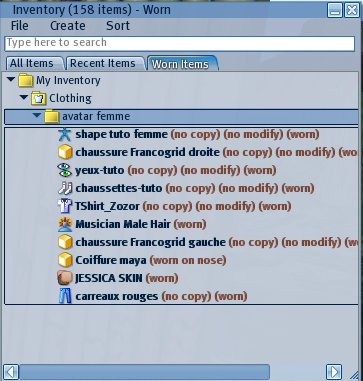 Inventory (158 items) - Worn
File Create Sort
Type here to search
All Items Recent Items Worn Items
My Inventory
Clothing
avatar femme
shape tuto femme (no copy) (no modify) (worn)
chaussure Francogrid droite (no copy) (no modify) (wo
yeux-tuto (no copy) (no modify) (worn)
chaussettes-tuto (no copy) (no modify) (worn)
TShirt_Zozor (no copy) (no modify) (worn)
Musician Male Hair (worn)
chaussure Francogrid gauche (no copy) (no modify) (w
Coiffure maya (worn on nose)
JESSICA SKIN (worn)
carreaux rouges (no copy) (worn)